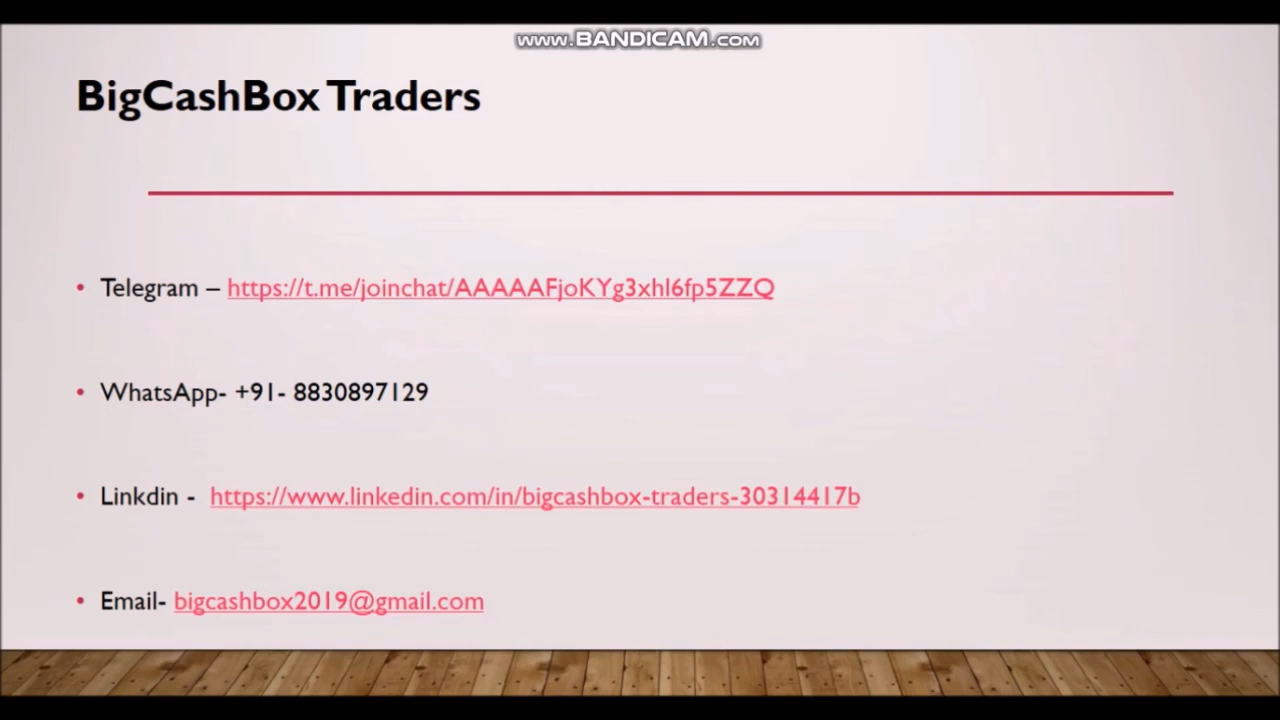 www.BANDICAM.com
BigCashBox Traders
• Telegram – https://t.me/joinchat/AAAAAFjoKYg3xhl6fp5ZZQ
• WhatsApp- +91- 8830897129
• Linkdin - https://www.linkedin.com/in/bigcashbox-traders-30314417b
• Email- bigcashbox2019@gmail.com